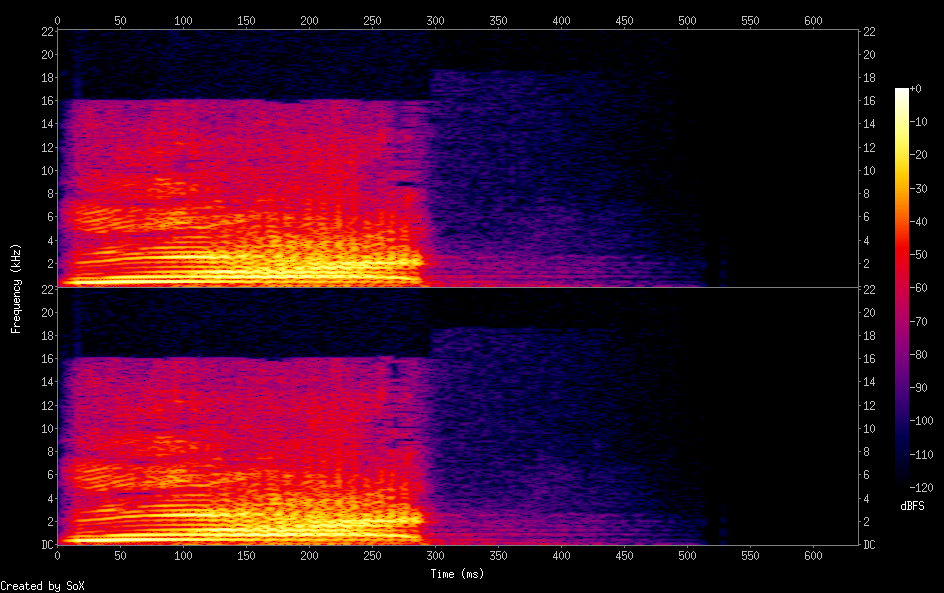 0 50 100 150 200 250 300 350 400 450 500 550 600
22 22
20 20
18 18
16 16 +0
14 14 -10
12 12 -20
10 10 -30
8 8 -40
6 6 -50
4 4 -60
2 2 -70
22 22 -80
20 20 -90
18 18 -100
16 16 -110
14 14 -120
12 12 dBFS
10 10
8 8
6 6
4 4
2 2
DC DC
Frequency (kHz)
0 50 100 150 200 250 300 350 400 450 500 550 600
Time (ms)
Created by SoX